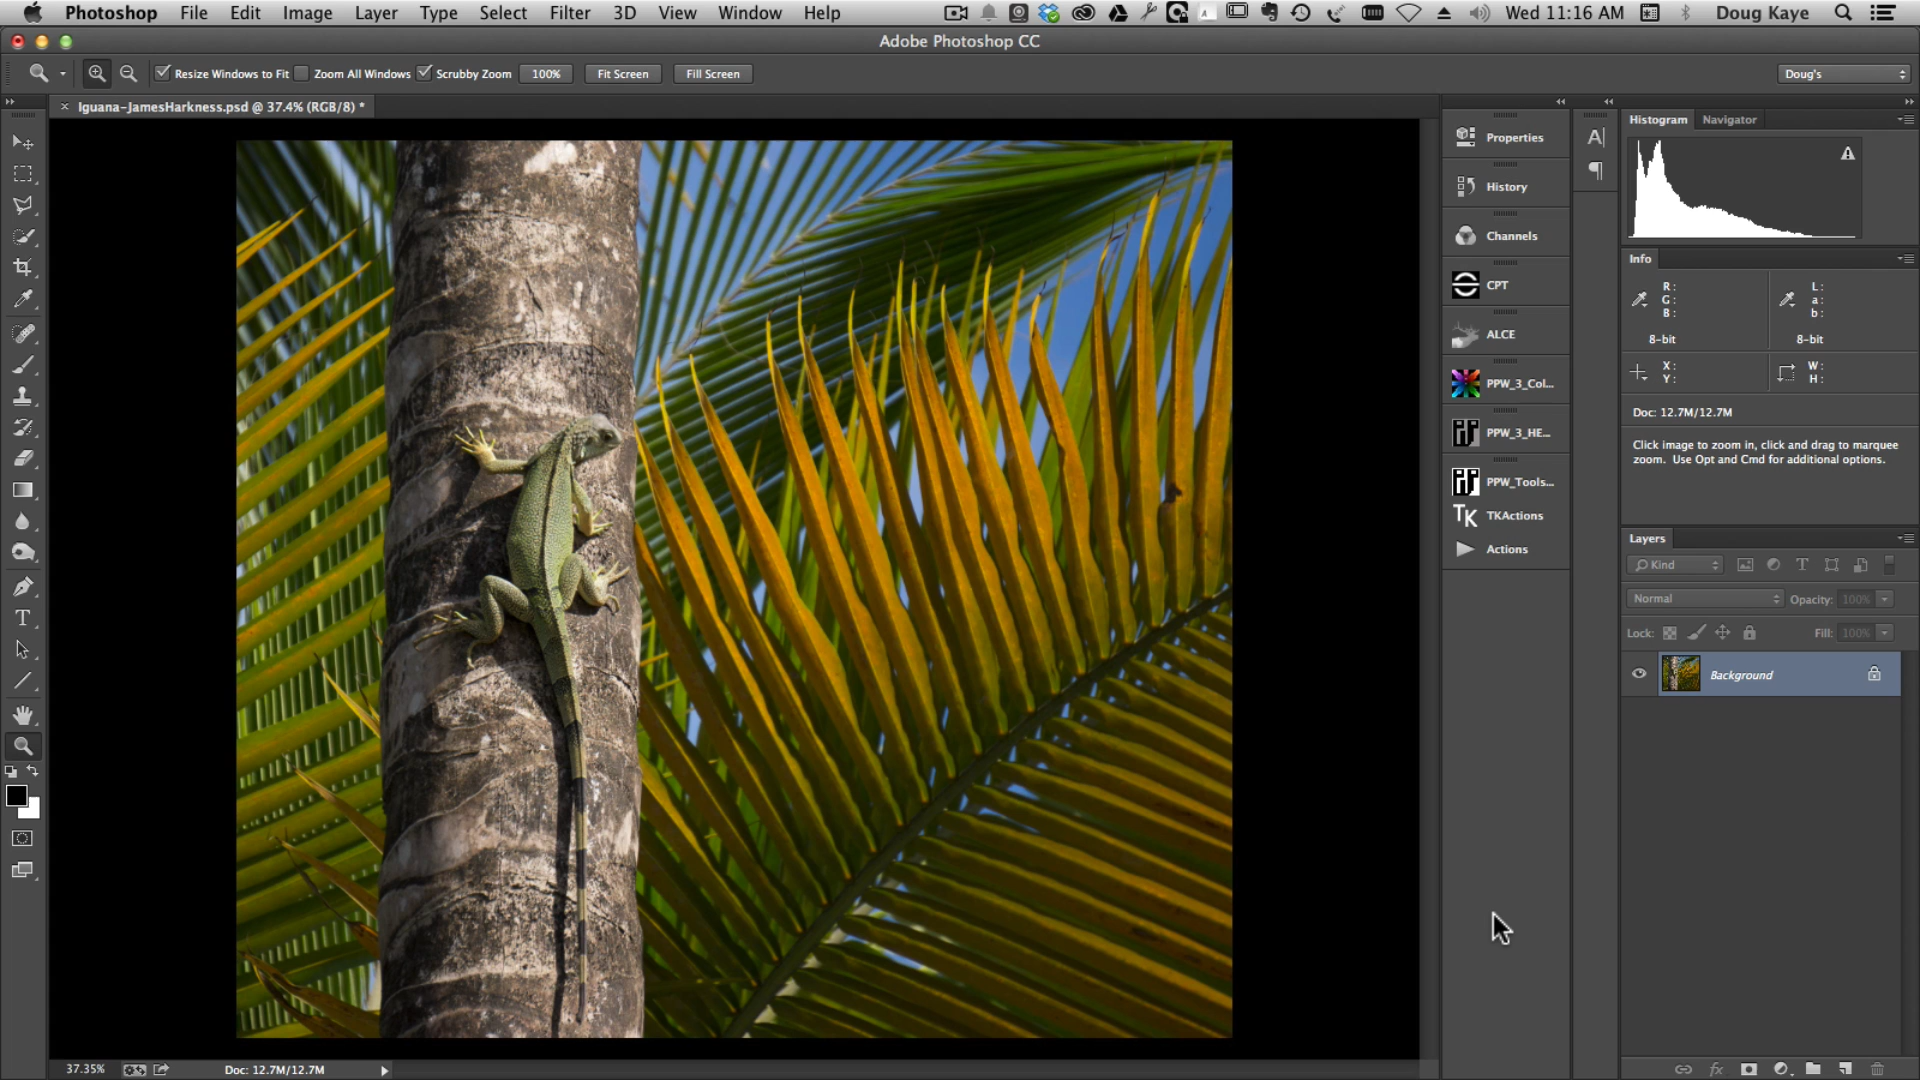 Photoshop File Edit Image Layer Type Select Filter 3D View Window Help Wed 11:16 AM Doug Kaye
Adobe Photoshop CC
Resize Windows to Fit Zoom All Windows Scrubby Zoom 100% Fit Screen Fill Screen Doug's
Iguana-JamesHarkness.psd @ 37.4% (RGB/8) *
Properties
History
Channels
CPT
ALCE
PPW_3_Col...
PPW_3_HE...
PPW_Tools...
TK TKActions
Actions
A
Histogram Navigator
Info
R: L:
G: a:
B: b:
8-bit 8-bit
X: W:
Y: H:
Doc: 12.7M/12.7M
Click image to zoom in, click and drag to marquee
zoom. Use Opt and Cmd for additional options.
Layers
Kind
Normal Opacity: 100%
Lock: Fill: 100%
Background
fx
T
37.35% Doc: 12.7M/12.7M